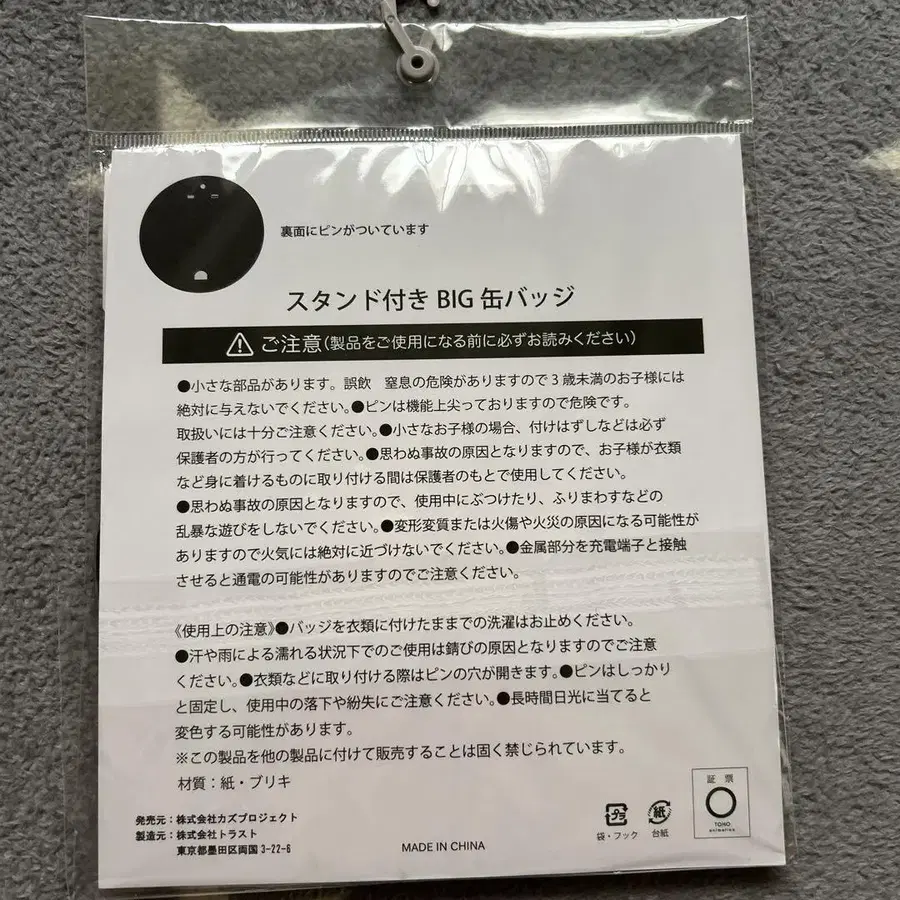 裏面にピンがついています
スタンド付き BIG 缶バッジ
ご注意(製品をご使用になる前に必ずお読みください)
●小さな部品があります。誤飲 窒息の危険がありますので3歳未満のお子様には
絶対に与えないでください。●ピンは機能上尖っておりますので危険です。
取扱いには十分ご注意ください。●小さなお子様の場合、付けはずしなどは必ず
保護者の方が行ってください。●思わぬ事故の原因となりますので、お子様が衣類
など身に着けるものに取り付ける間は保護者のもとで使用してください。
●思わぬ事故の原因となりますので、使用中にぶつけたり、ふりまわすなどの
乱暴な遊びをしないでください。●変形変質または火傷や火災の原因になる可能性が
ありますので火気には絶対に近づけないでください。●金属部分を充電端子と接触
させると通電の可能性がありますのでご注意ください。
《使用上の注意》●バッジを衣類に付けたままでの洗濯はお止めください。
●汗や雨による濡れる状況下でのご使用は錆びの原因となりますのでご注意
ください。●衣類などに取り付ける際はピンの穴が開きます。●ピンはしっかり
と固定し、使用中の落下や紛失にご注意ください。●長時間日光に当てると
変色する可能性があります。
※この製品を他の製品に付けて販売することは固く禁じられています。
材質：紙・ブリキ
発売元：株式会社カズプロジェクト
製造元：株式会社トラスト
東京都墨田区両国 3-22-6
MADE IN CHINA
プラ
袋・フック
紙
台紙
証票
TOHO
animation